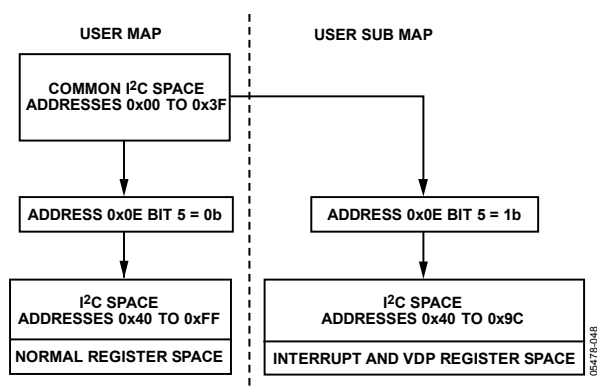 USER MAP
USER SUB MAP
COMMON I²C SPACE
ADDRESSES 0x00 TO 0x3F
ADDRESS 0x0E BIT 5 = 0b
ADDRESS 0x0E BIT 5 = 1b
I²C SPACE
ADDRESSES 0x40 TO 0xFF
NORMAL REGISTER SPACE
I²C SPACE
ADDRESSES 0x40 TO 0x9C
INTERRUPT AND VDP REGISTER SPACE
05478-048